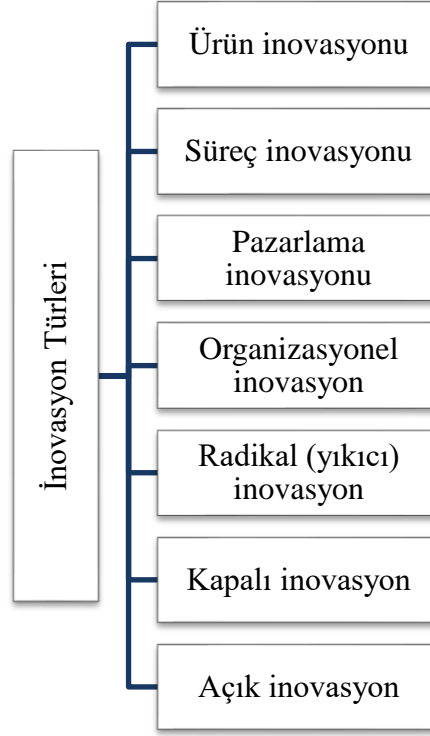 İnovasyon Türleri
Ürün inovasyonu
Süreç inovasyonu
Pazarlama
inovasyonu
Organizasyonel
inovasyon
Radikal (yıkıcı)
inovasyon
Kapalı inovasyon
Açık inovasyon